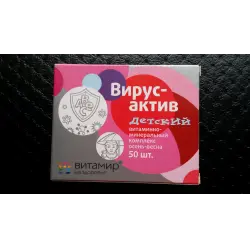 Вирус-
актив
детский
витаминно-
минеральный
комплекс
осень-весна
50 шт.
витамир